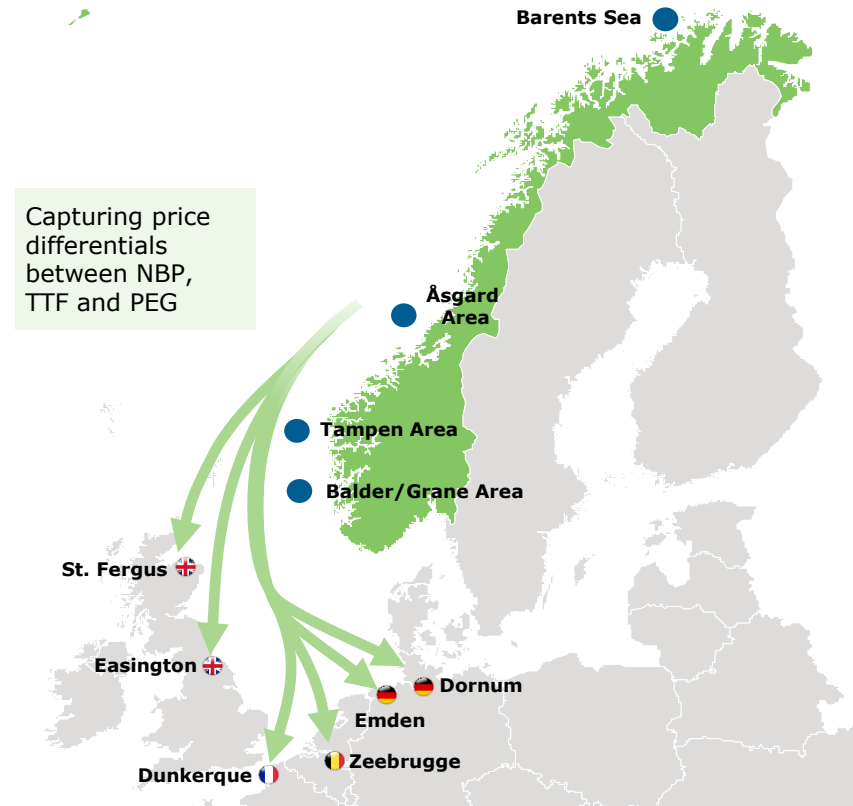 Barents Sea
Capturing price
differentials
between NBP,
TTF and PEG
Åsgard
Area
Tampen Area
Balder/Grane Area
St. Fergus
Easington
Dornum
Emden
Zeebrugge
Dunkerque